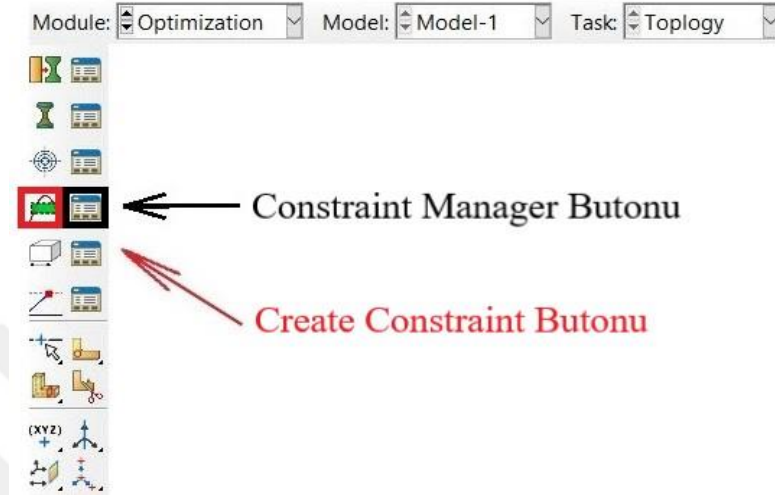 Module: Optimization Model: Model-1 Task: Toplogy
Constraint Manager Butonu
Create Constraint Butonu
(XYZ)